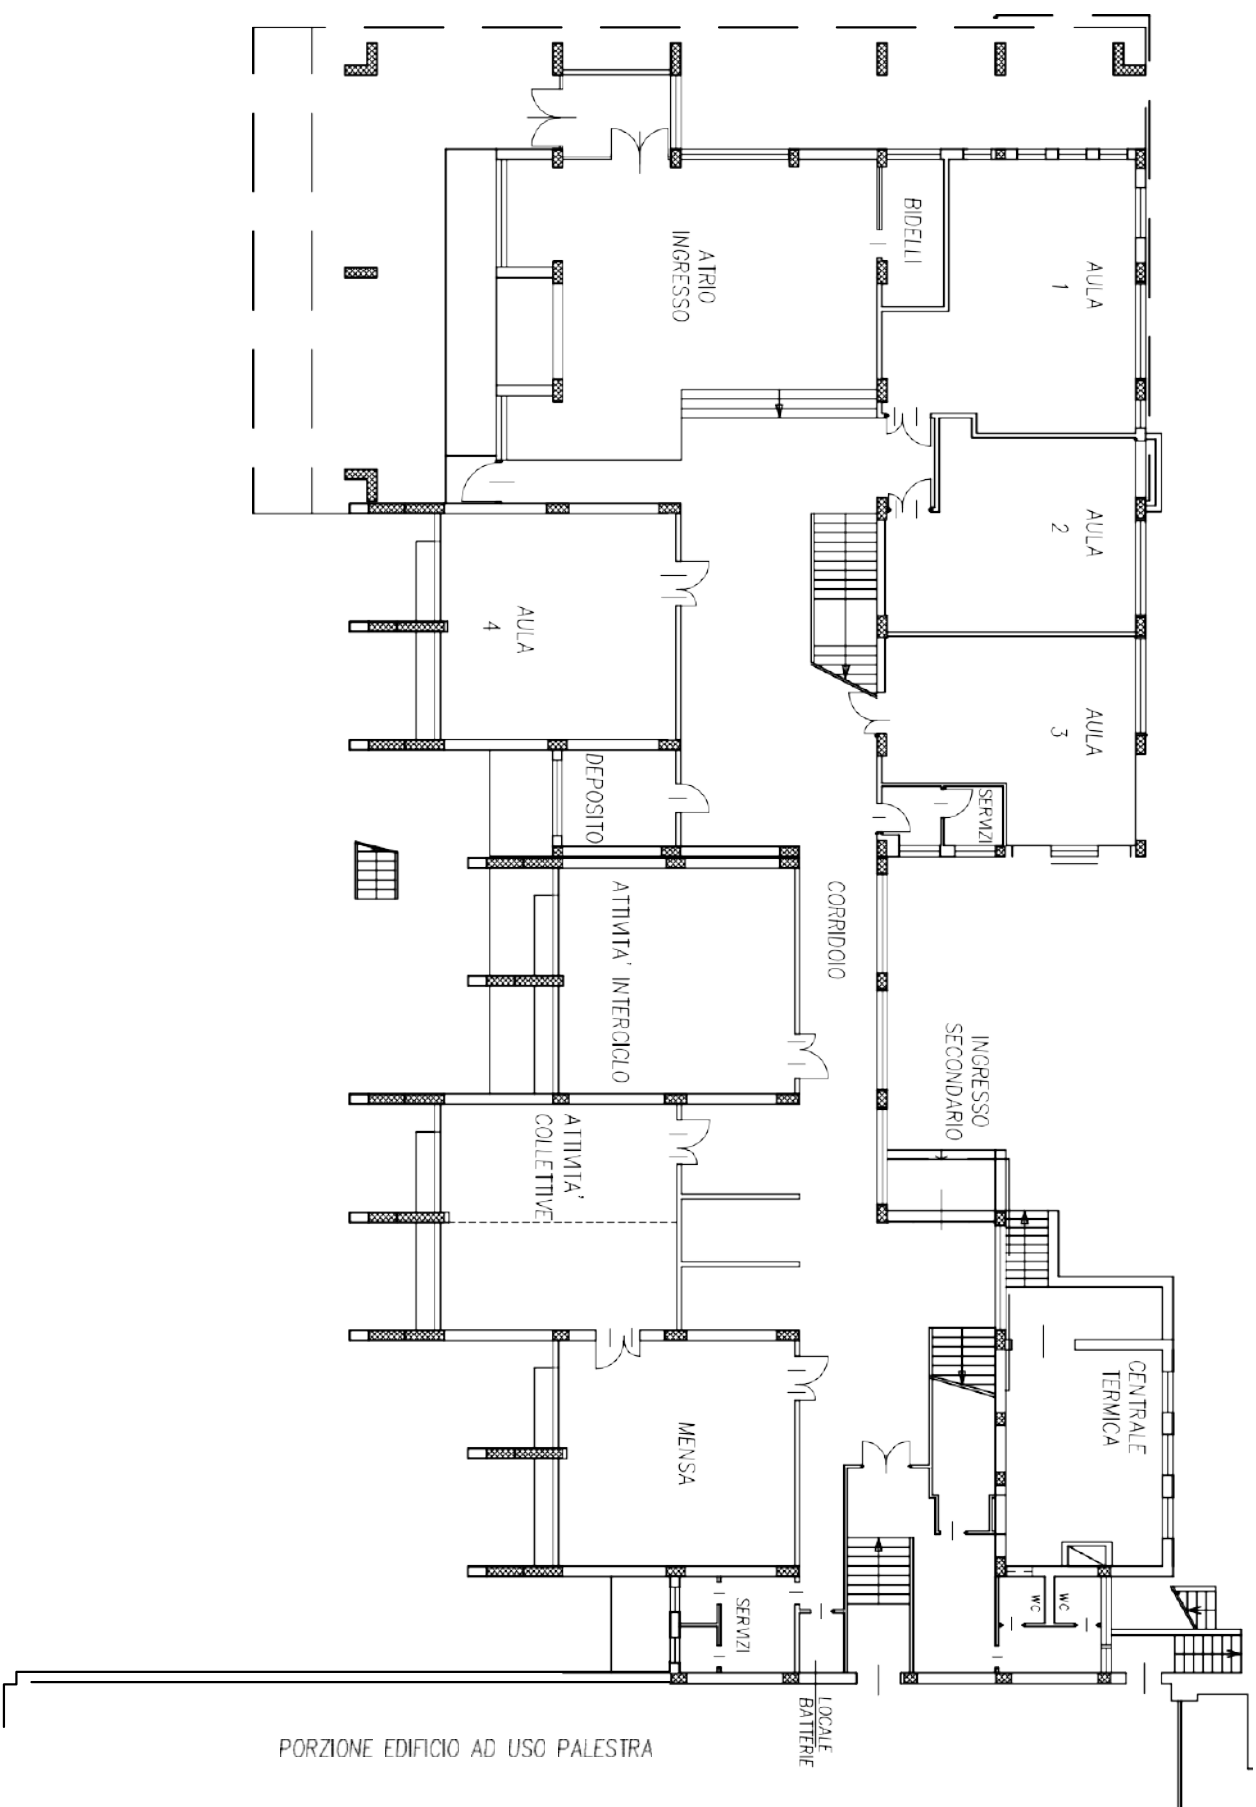 BIDELLI
AULA
1
ATRIO
INGRESSO
AULA
2
AULA
4
AULA
3
DEPOSITO
SERVIZI
ATTIVITA' INTERCICLO
CORRIDOIO
INGRESSO
SECONDARIO
ATTIVITA'
COLLETTIVE
CENTRALE
TERMICA
MENSA
SERVIZI
WC
WC
LOCALE
BATTERIE
PORZIONE EDIFICIO AD USO PALESTRA